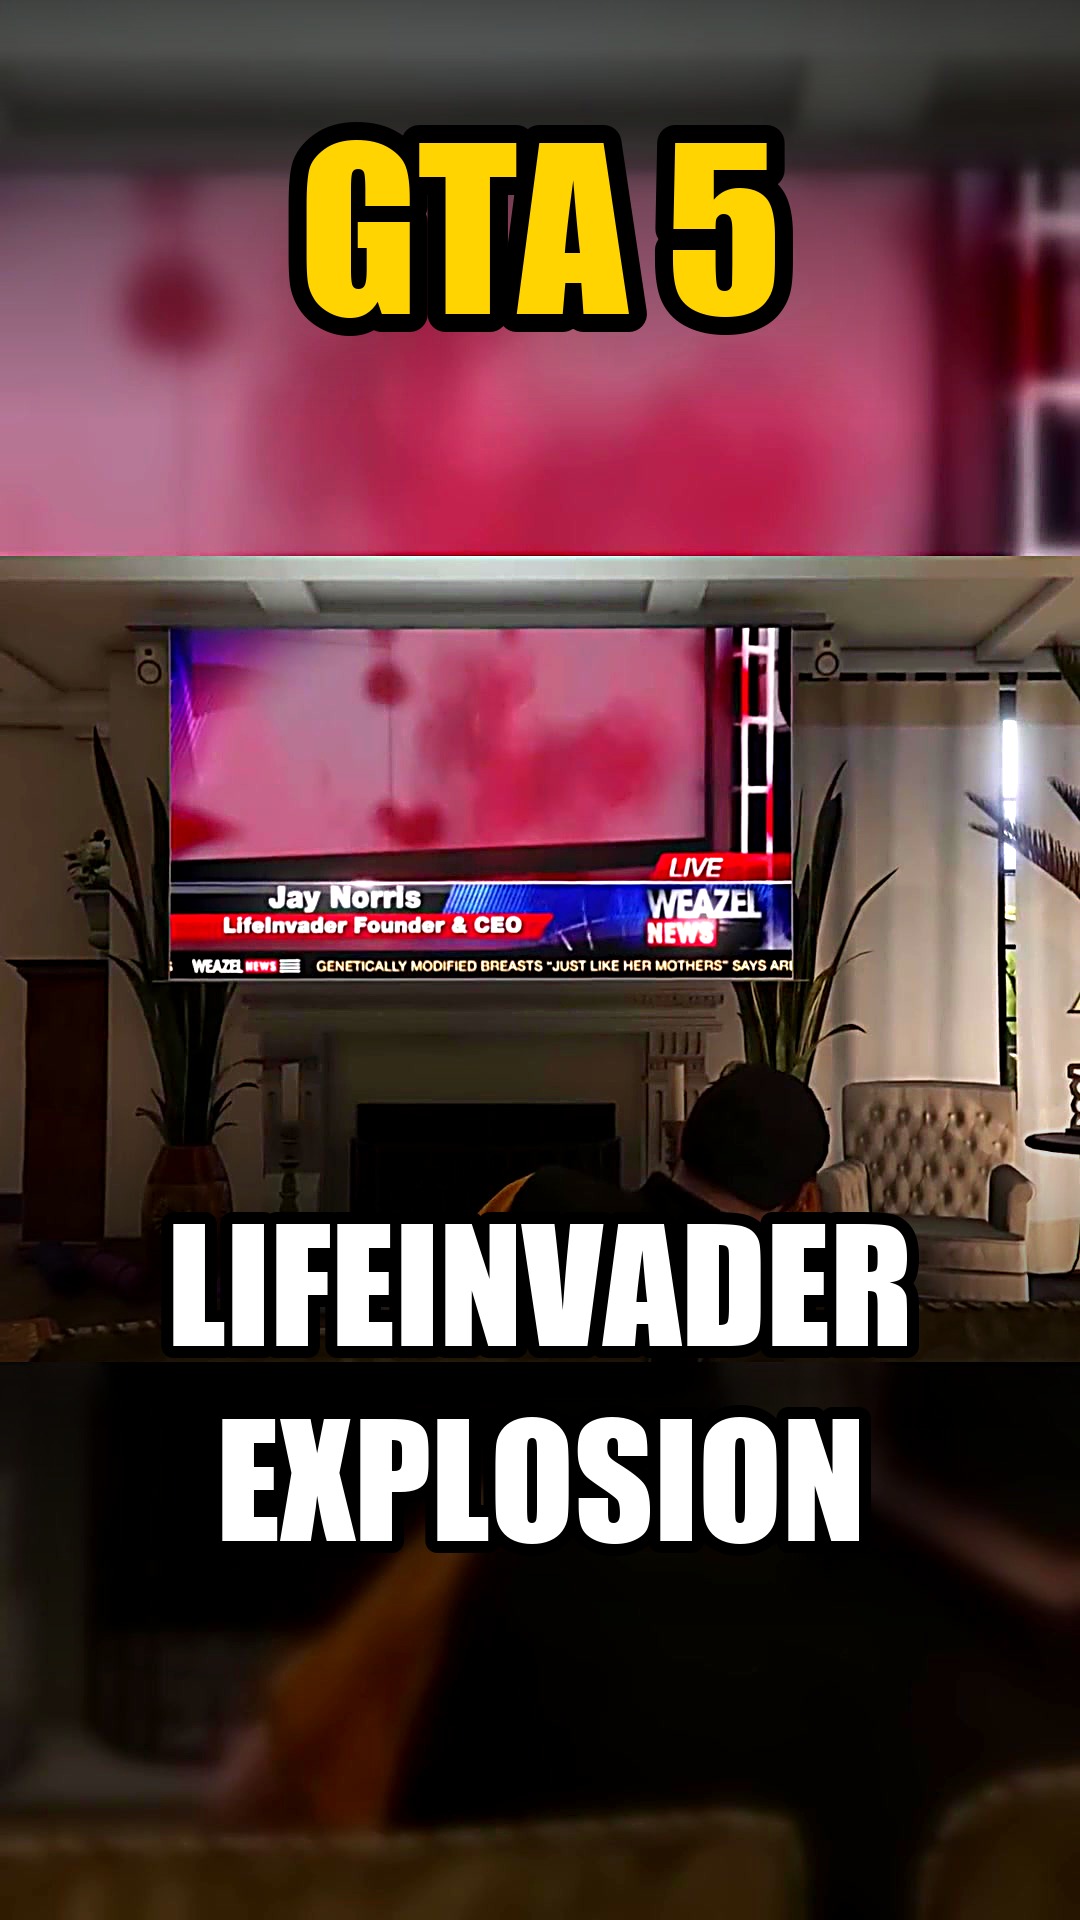 GTA 5
LIVE
Jay Norris
WEAZEL
LifeInvader Founder & CEO
NEWS
WEAZEL NEWS GENETICALLY MODIFIED BREASTS "JUST LIKE HER MOTHERS" SAYS
LIFEINVADER
EXPLOSION